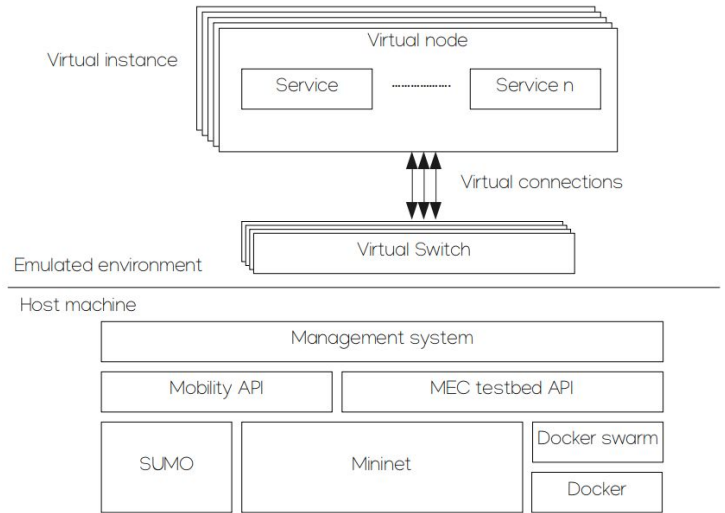 Virtual node
Virtual instance
Service
Service n
Virtual connections
Virtual Switch
Emulated environment
Host machine
Management system
Mobility API
MEC testbed API
SUMO
Mininet
Docker swarm
Docker